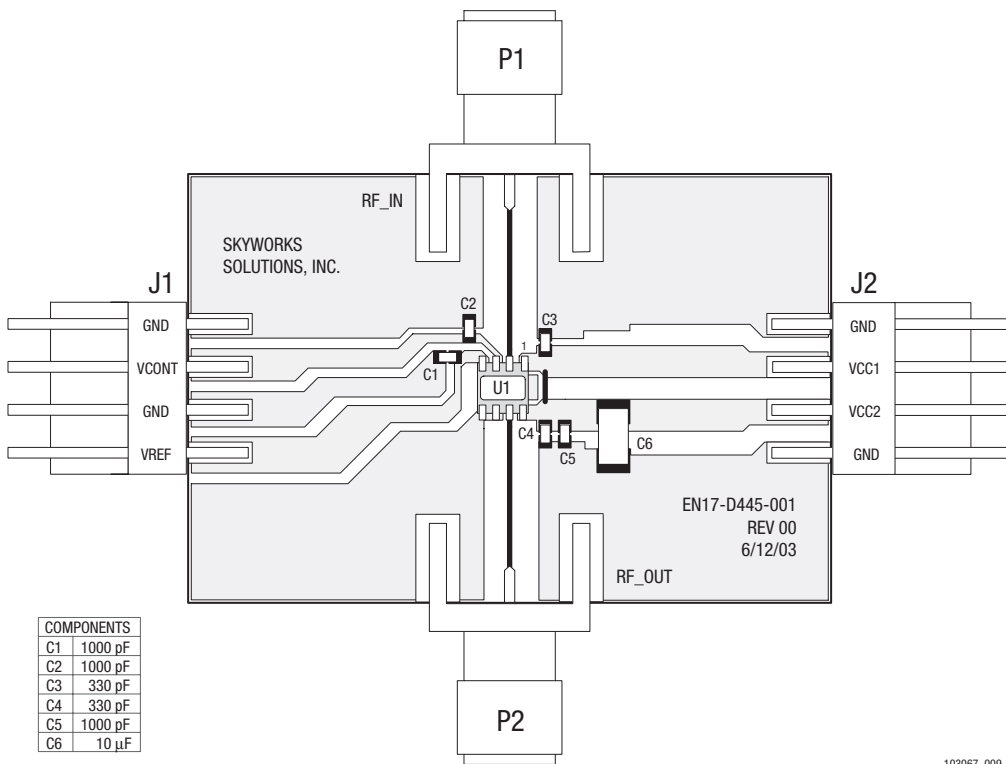 P1
RF_IN
SKYWORKS
SOLUTIONS, INC.
J1
J2
C2
C3
GND
GND
1
VCONT
C1
U1
VCC1
GND
VCC2
C4
C5
C6
VREF
GND
EN17-D445-001
REV 00
6/12/03
RF_OUT
COMPONENTS
C1 1000 pF
C2 1000 pF
C3 330 pF
C4 330 pF
C5 1000 pF
C6 10 μF
P2
103067_009